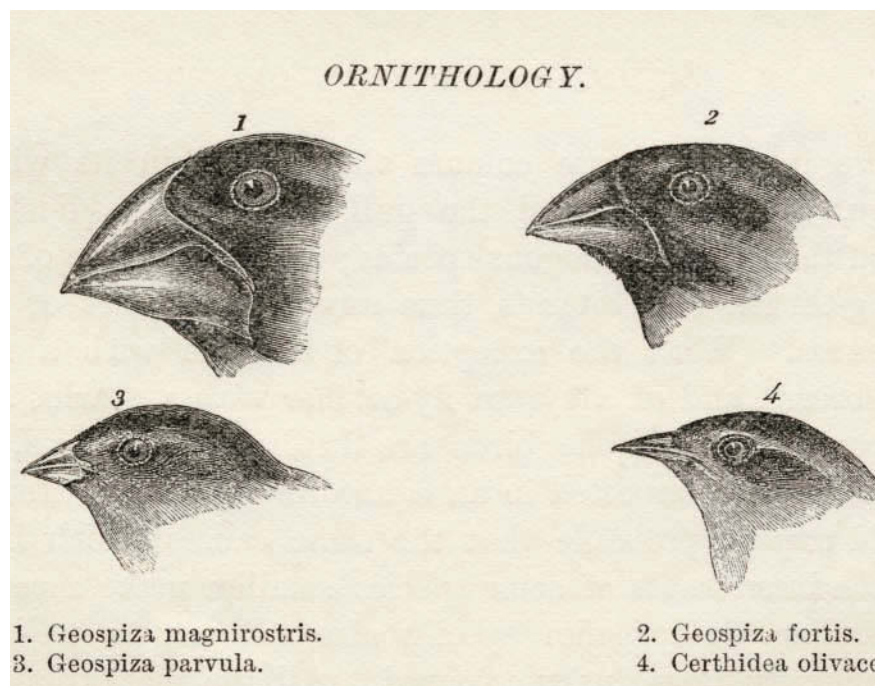 ORNITHOLOGY.
1
2
3
4
1. Geospiza magnirostris.
2. Geospiza fortis.
3. Geospiza parvula.
4. Certhidea olivace